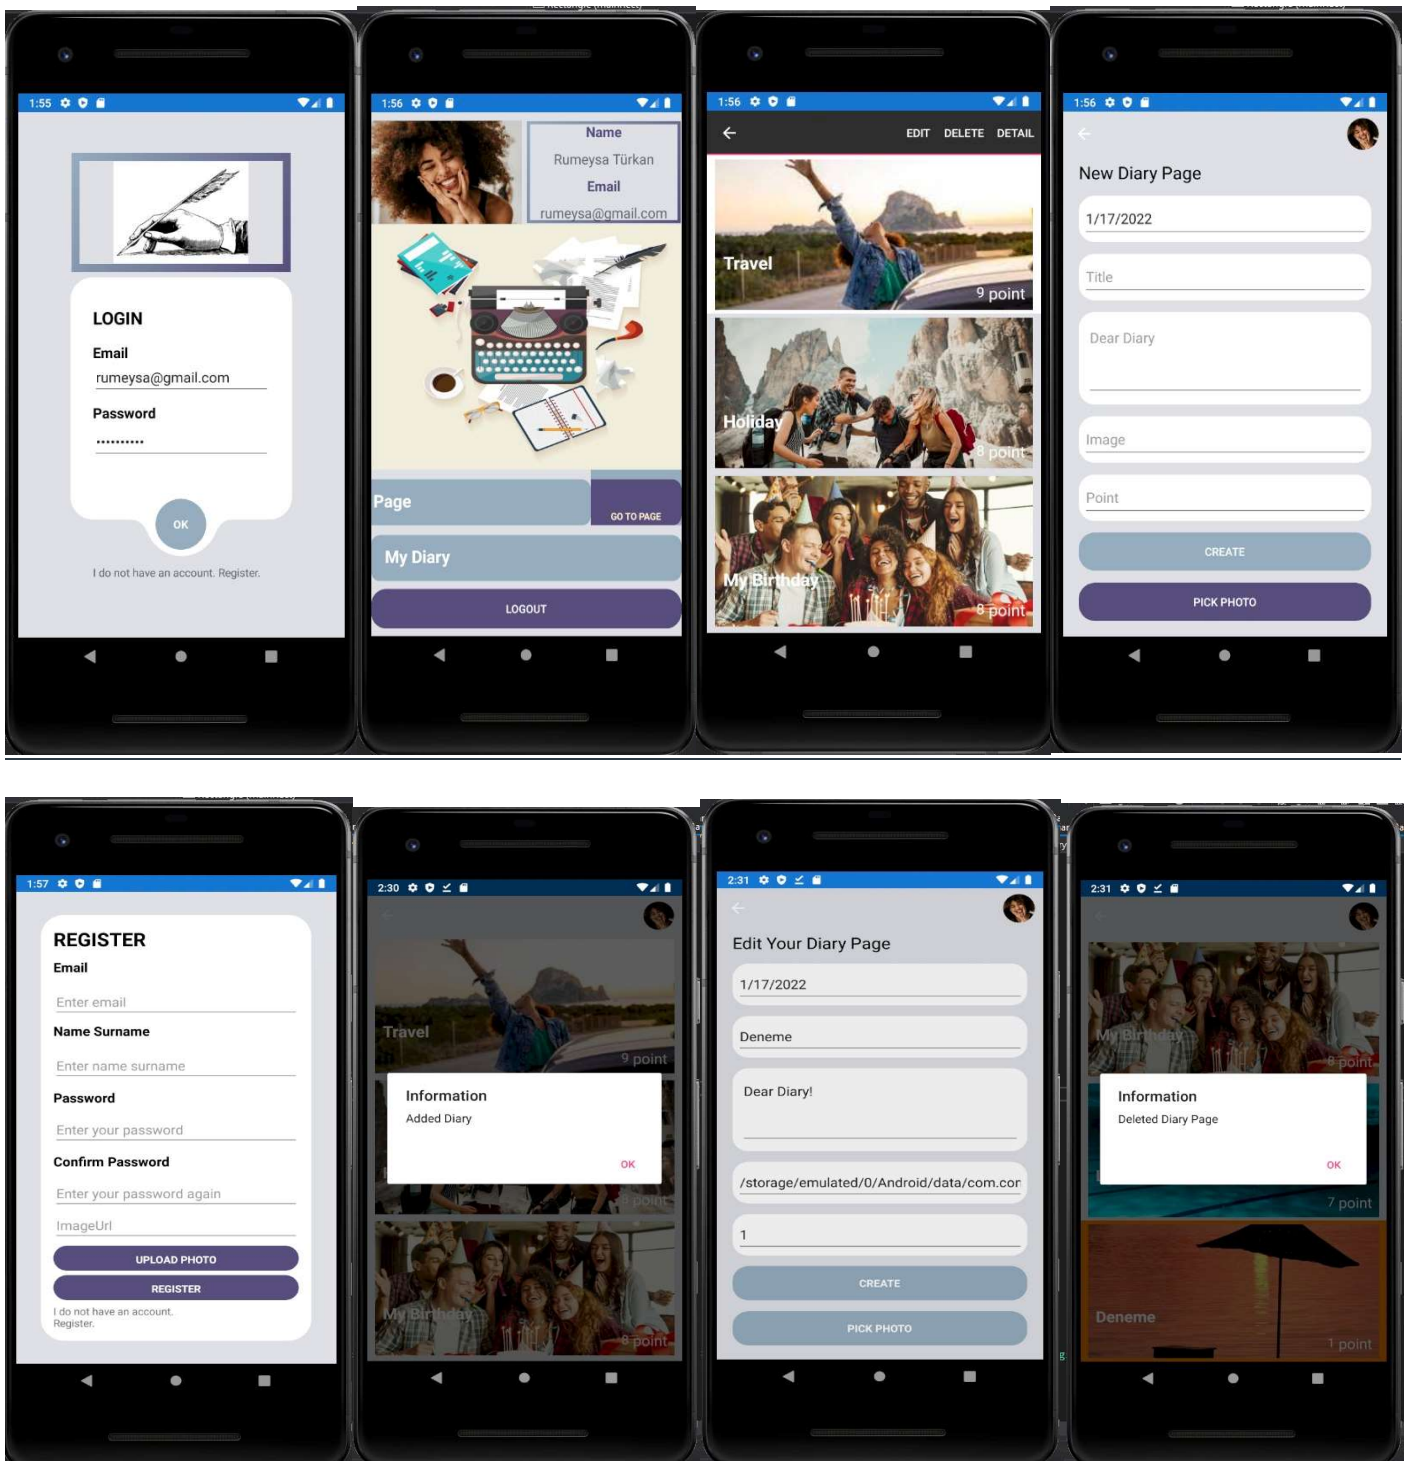 1:55
LOGIN
Email
rumeysa@gmail.com
Password
••••••••••
OK
I do not have an account. Register.
1:56
Name
Rumeysa Türkan
Email
rumeysa@gmail.com
Page
GO TO PAGE
My Diary
LOGOUT
1:56
EDIT DELETE DETAIL
Travel
9 point
Holiday
8 point
My Birthday
8 point
1:56
New Diary Page
1/17/2022
Title
Dear Diary
Image
Point
CREATE
PICK PHOTO
1:57
REGISTER
Email
Enter email
Name Surname
Enter name surname
Password
Enter your password
Confirm Password
Enter your password again
ImageUrl
UPLOAD PHOTO
REGISTER
I do not have an account.
Register.
2:30
Travel
9 point
Information
Added Diary
OK
8 point
My Birthday
8 point
2:31
Edit Your Diary Page
1/17/2022
Deneme
Dear Diary!
/storage/emulated/0/Android/data/com.con
1
CREATE
PICK PHOTO
2:31
My Birthday
8 point
Information
Deleted Diary Page
OK
7 point
Deneme
1 point